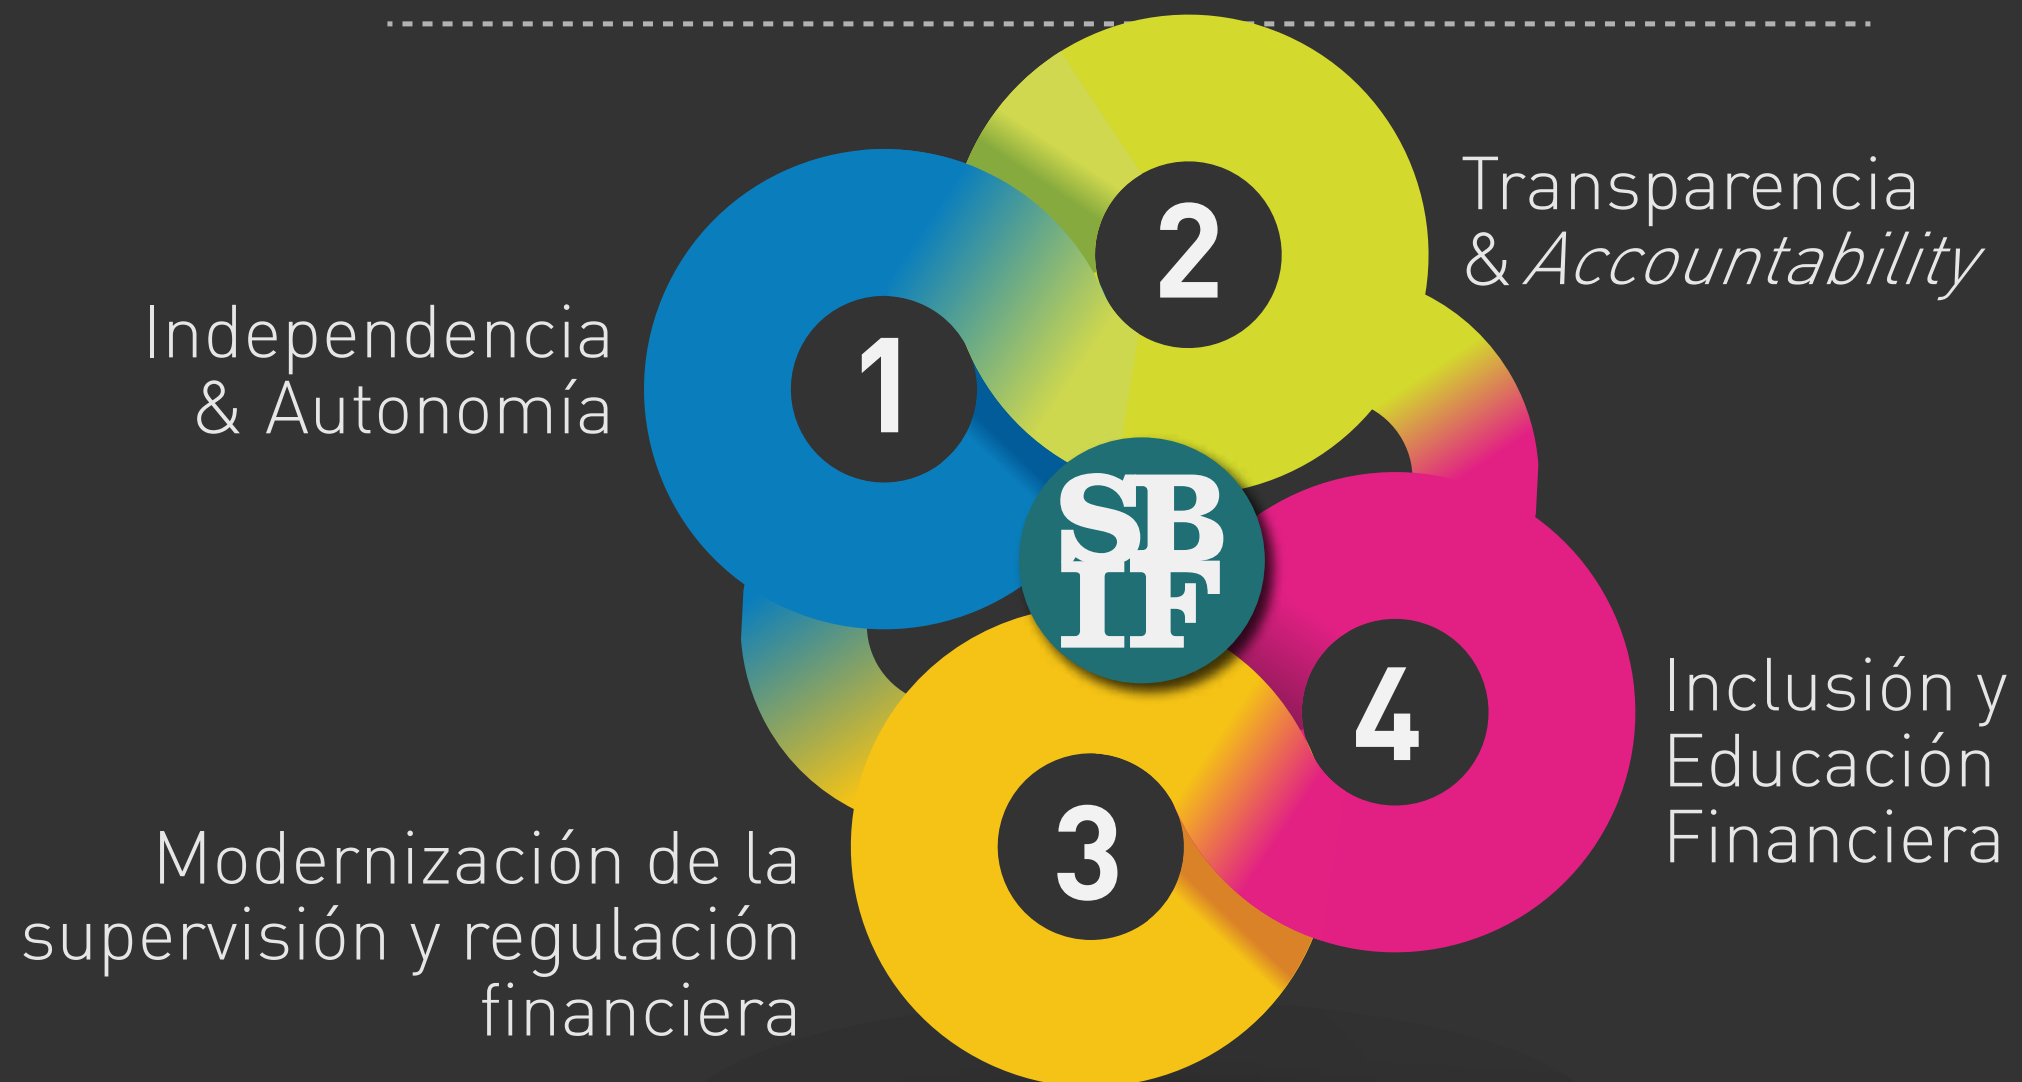 1
Independencia
& Autonomía
2
Transparencia
& Accountability
SB
IF
3
Modernización de la
supervisión y regulación
financiera
4
Inclusión y
Educación
Financiera